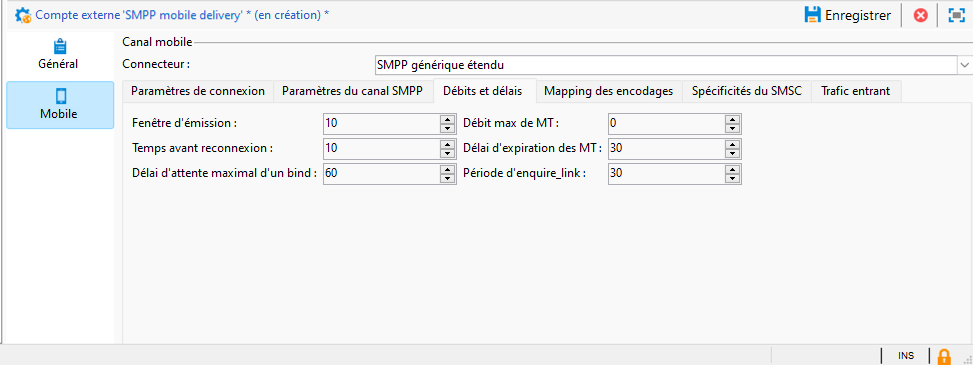 Compte externe 'SMPP mobile delivery' * (en création) *
Enregistrer
Général
Mobile
Canal mobile
Connecteur :
SMPP générique étendu
Paramètres de connexion
Paramètres du canal SMPP
Débits et délais
Mapping des encodages
Spécificités du SMSC
Trafic entrant
Fenêtre d'émission :
10
Débit max de MT :
0
Temps avant reconnexion :
10
Délai d'expiration des MT :
30
Délai d'attente maximal d'un bind :
60
Période d'enquire_link :
30
INS